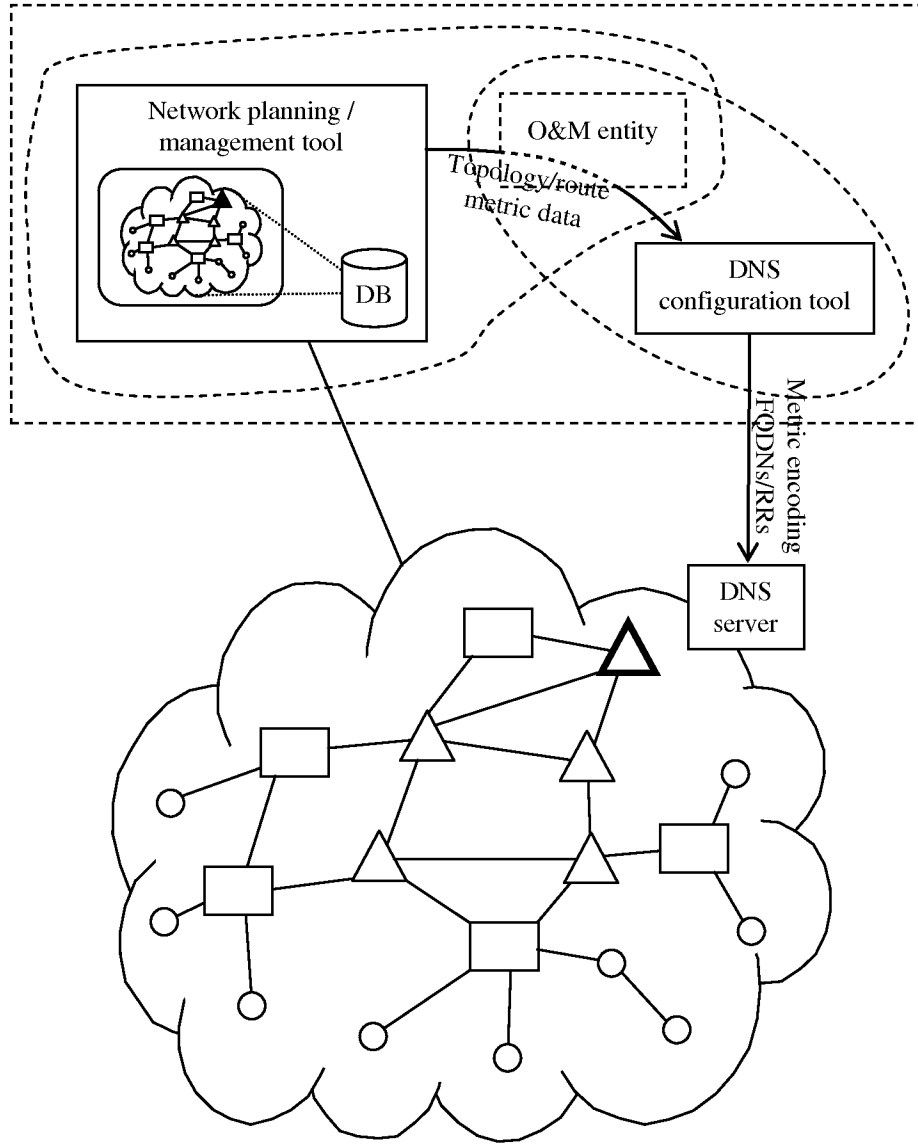 Network planning /
management tool
DB
O&M entity
Topology/route
metric data
DNS
configuration tool
Metric encoding
FQDNs/RRs
DNS
server